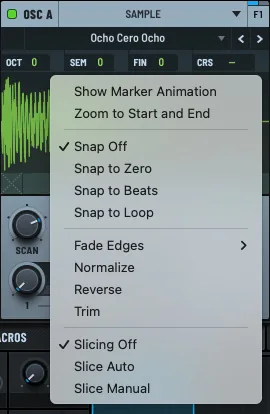 OSC A SAMPLE F1
Ocho Cero Ocho
OCT 0 SEM 0 FIN 0 CRS –
Show Marker Animation
Zoom to Start and End
Snap Off
Snap to Zero
Snap to Beats
Snap to Loop
SCAN
Fade Edges
Normalize
Reverse
1
Trim
ACROS
Slicing Off
Slice Auto
Slice Manual